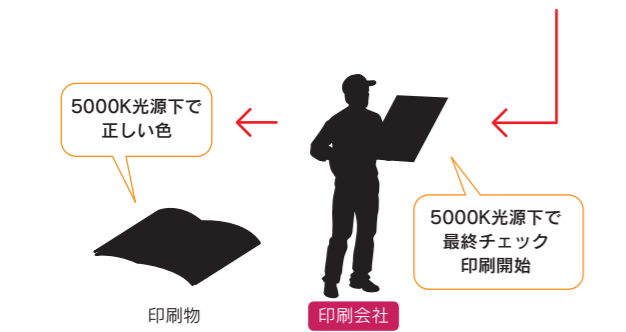 5000K光源下で
正しい色
5000K光源下で
最終チェック
印刷開始
印刷物
印刷会社